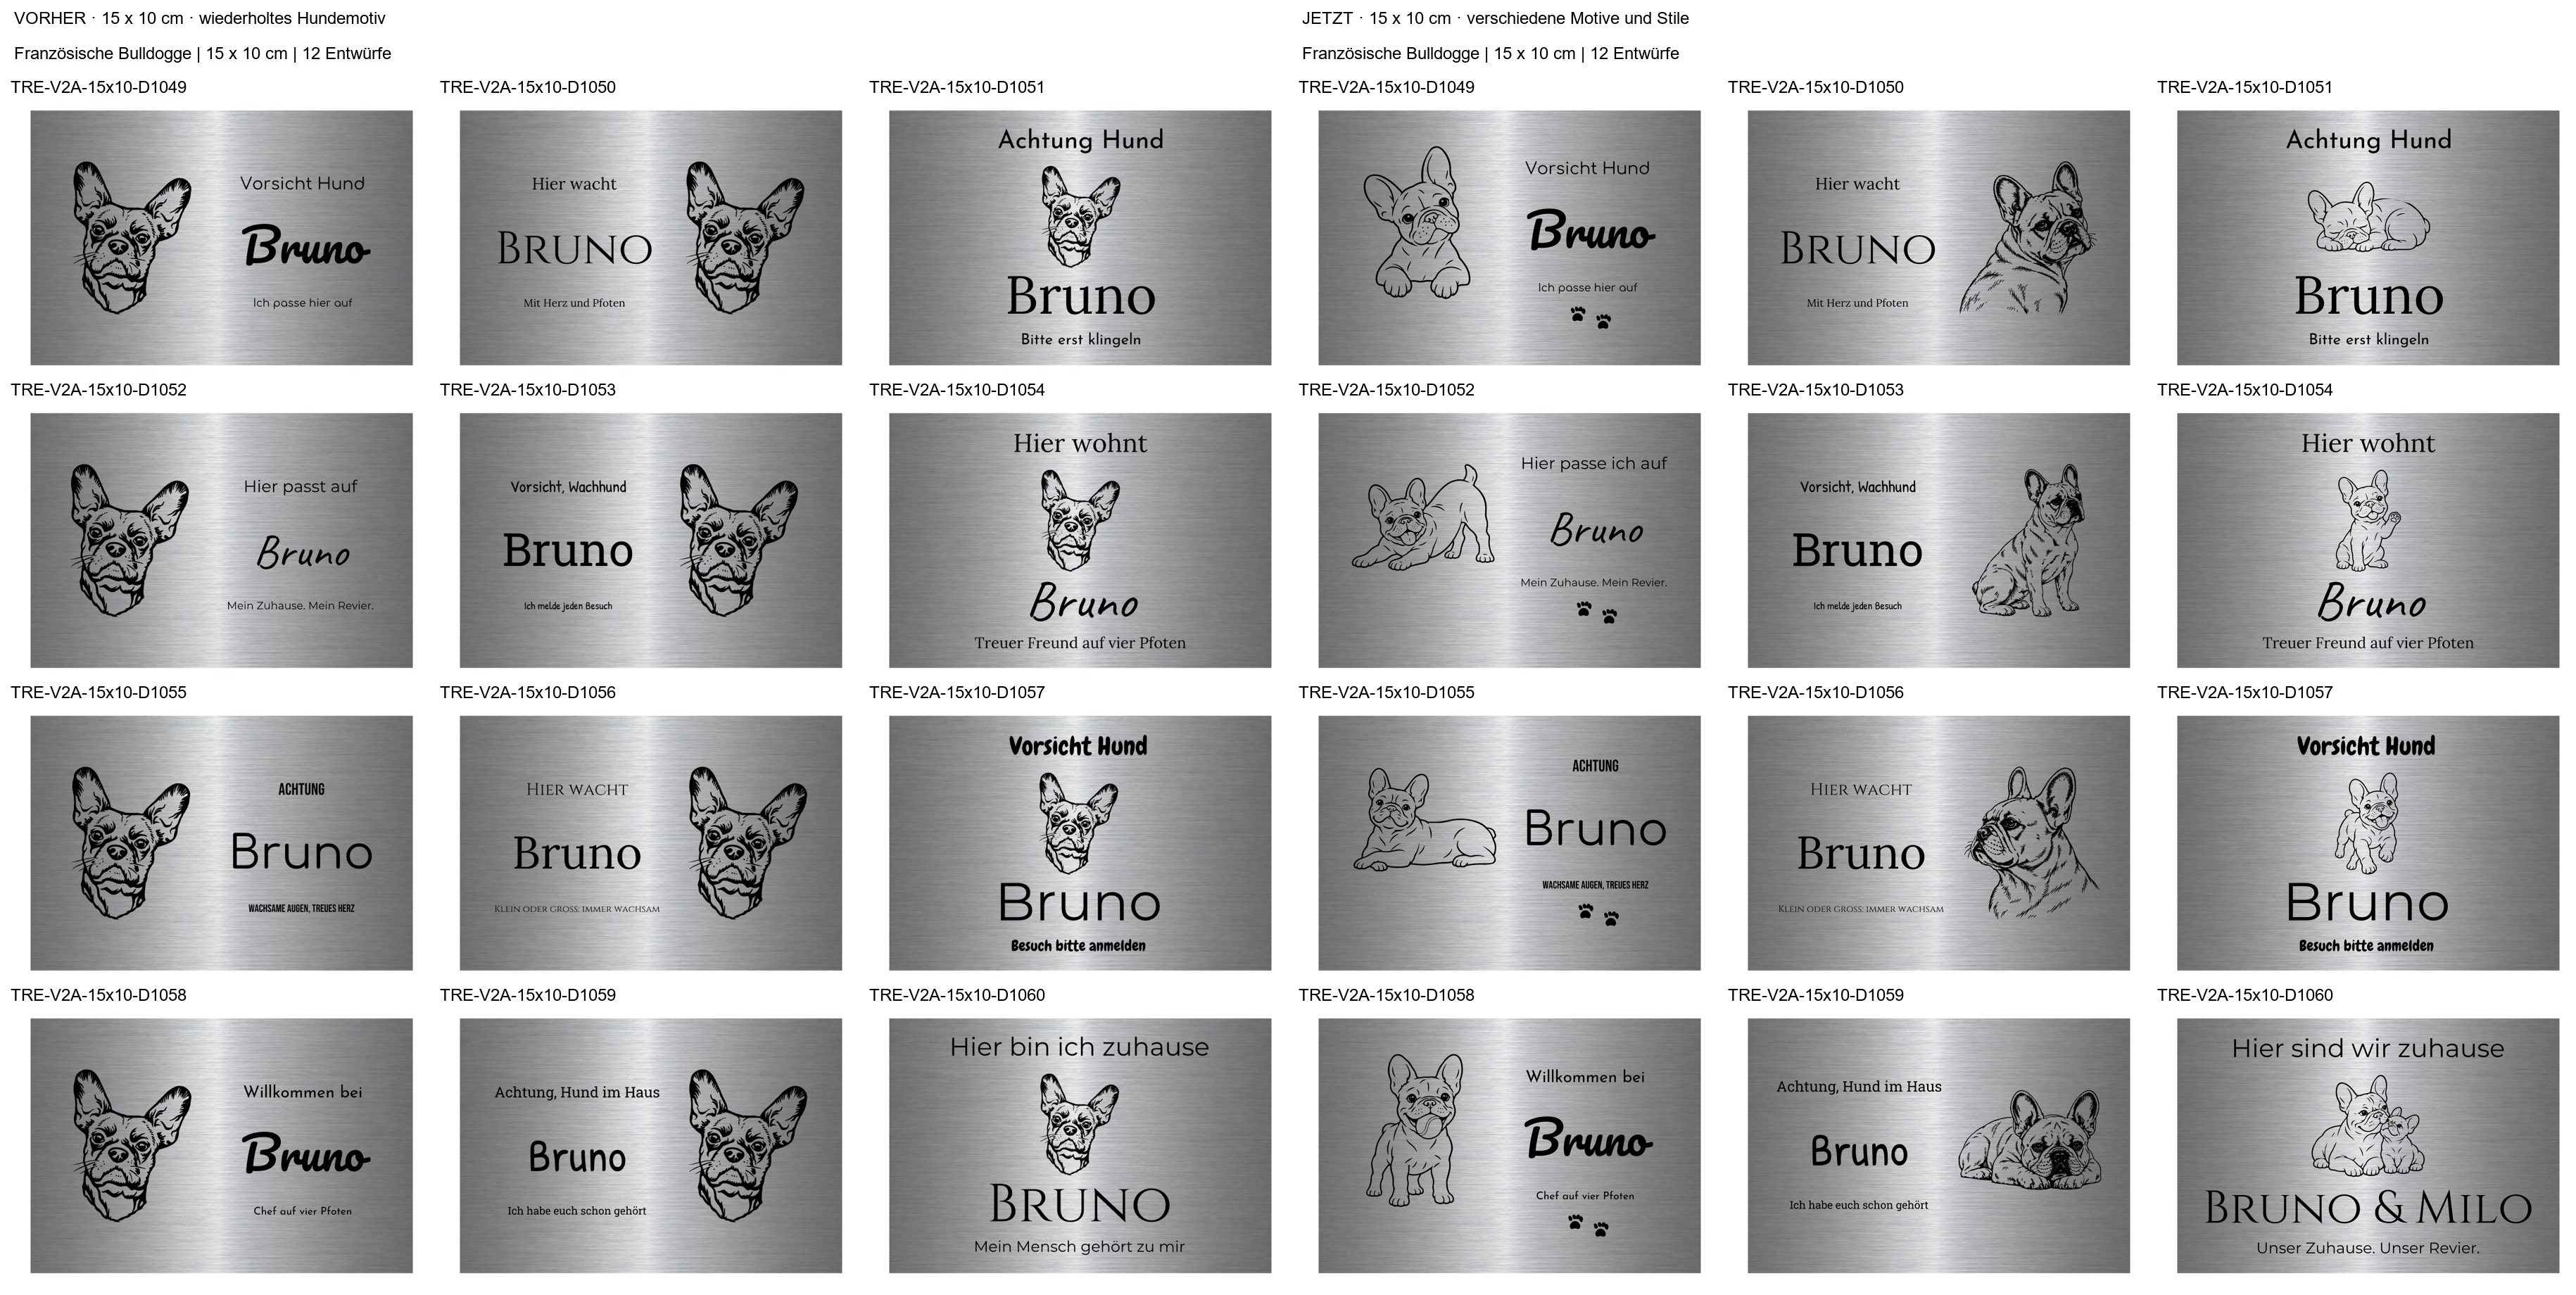 VORHER · 15 x 10 cm · wiederholtes Hundemotiv
Französische Bulldogge | 15 x 10 cm | 12 Entwürfe
TRE-V2A-15x10-D1049
Vorsicht Hund
Bruno
Ich passe hier auf
TRE-V2A-15x10-D1050
Hier wacht
BRUNO
Mit Herz und Pfoten
TRE-V2A-15x10-D1051
Achtung Hund
Bruno
Bitte erst klingeln
TRE-V2A-15x10-D1052
Hier passt auf
Bruno
Mein Zuhause. Mein Revier.
TRE-V2A-15x10-D1053
Vorsicht, Wachhund
Bruno
Ich melde jeden Besuch
TRE-V2A-15x10-D1054
Hier wohnt
Bruno
Treuer Freund auf vier Pfoten
TRE-V2A-15x10-D1055
ACHTUNG
Bruno
WACHSAME AUGEN, TREUES HERZ
TRE-V2A-15x10-D1056
HIER WACHT
Bruno
KLEIN ODER GROSS: IMMER WACHSAM
TRE-V2A-15x10-D1057
Vorsicht Hund
Bruno
Besuch bitte anmelden
TRE-V2A-15x10-D1058
Willkommen bei
Bruno
Chef auf vier Pfoten
TRE-V2A-15x10-D1059
Achtung, Hund im Haus
Bruno
Ich habe euch schon gehört
TRE-V2A-15x10-D1060
Hier bin ich zuhause
BRUNO
Mein Mensch gehört zu mir
JETZT · 15 x 10 cm · verschiedene Motive und Stile
Französische Bulldogge | 15 x 10 cm | 12 Entwürfe
TRE-V2A-15x10-D1049
Vorsicht Hund
Bruno
Ich passe hier auf
TRE-V2A-15x10-D1050
Hier wacht
BRUNO
Mit Herz und Pfoten
TRE-V2A-15x10-D1051
Achtung Hund
Bruno
Bitte erst klingeln
TRE-V2A-15x10-D1052
Hier passe ich auf
Bruno
Mein Zuhause. Mein Revier.
TRE-V2A-15x10-D1053
Vorsicht, Wachhund
Bruno
Ich melde jeden Besuch
TRE-V2A-15x10-D1054
Hier wohnt
Bruno
Treuer Freund auf vier Pfoten
TRE-V2A-15x10-D1055
ACHTUNG
Bruno
WACHSAME AUGEN, TREUES HERZ
TRE-V2A-15x10-D1056
HIER WACHT
Bruno
KLEIN ODER GROSS: IMMER WACHSAM
TRE-V2A-15x10-D1057
Vorsicht Hund
Bruno
Besuch bitte anmelden
TRE-V2A-15x10-D1058
Willkommen bei
Bruno
Chef auf vier Pfoten
TRE-V2A-15x10-D1059
Achtung, Hund im Haus
Bruno
Ich habe euch schon gehört
TRE-V2A-15x10-D1060
Hier sind wir zuhause
BRUNO & MILO
Unser Zuhause. Unser Revier.